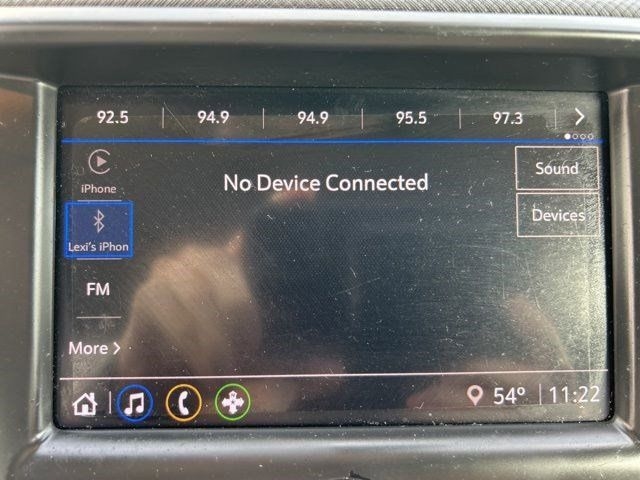 92.5 94.9 94.9 95.5 97.3
iPhone
No Device Connected
Sound
Devices
Lexi's iPhon
FM
More
54° 11:22